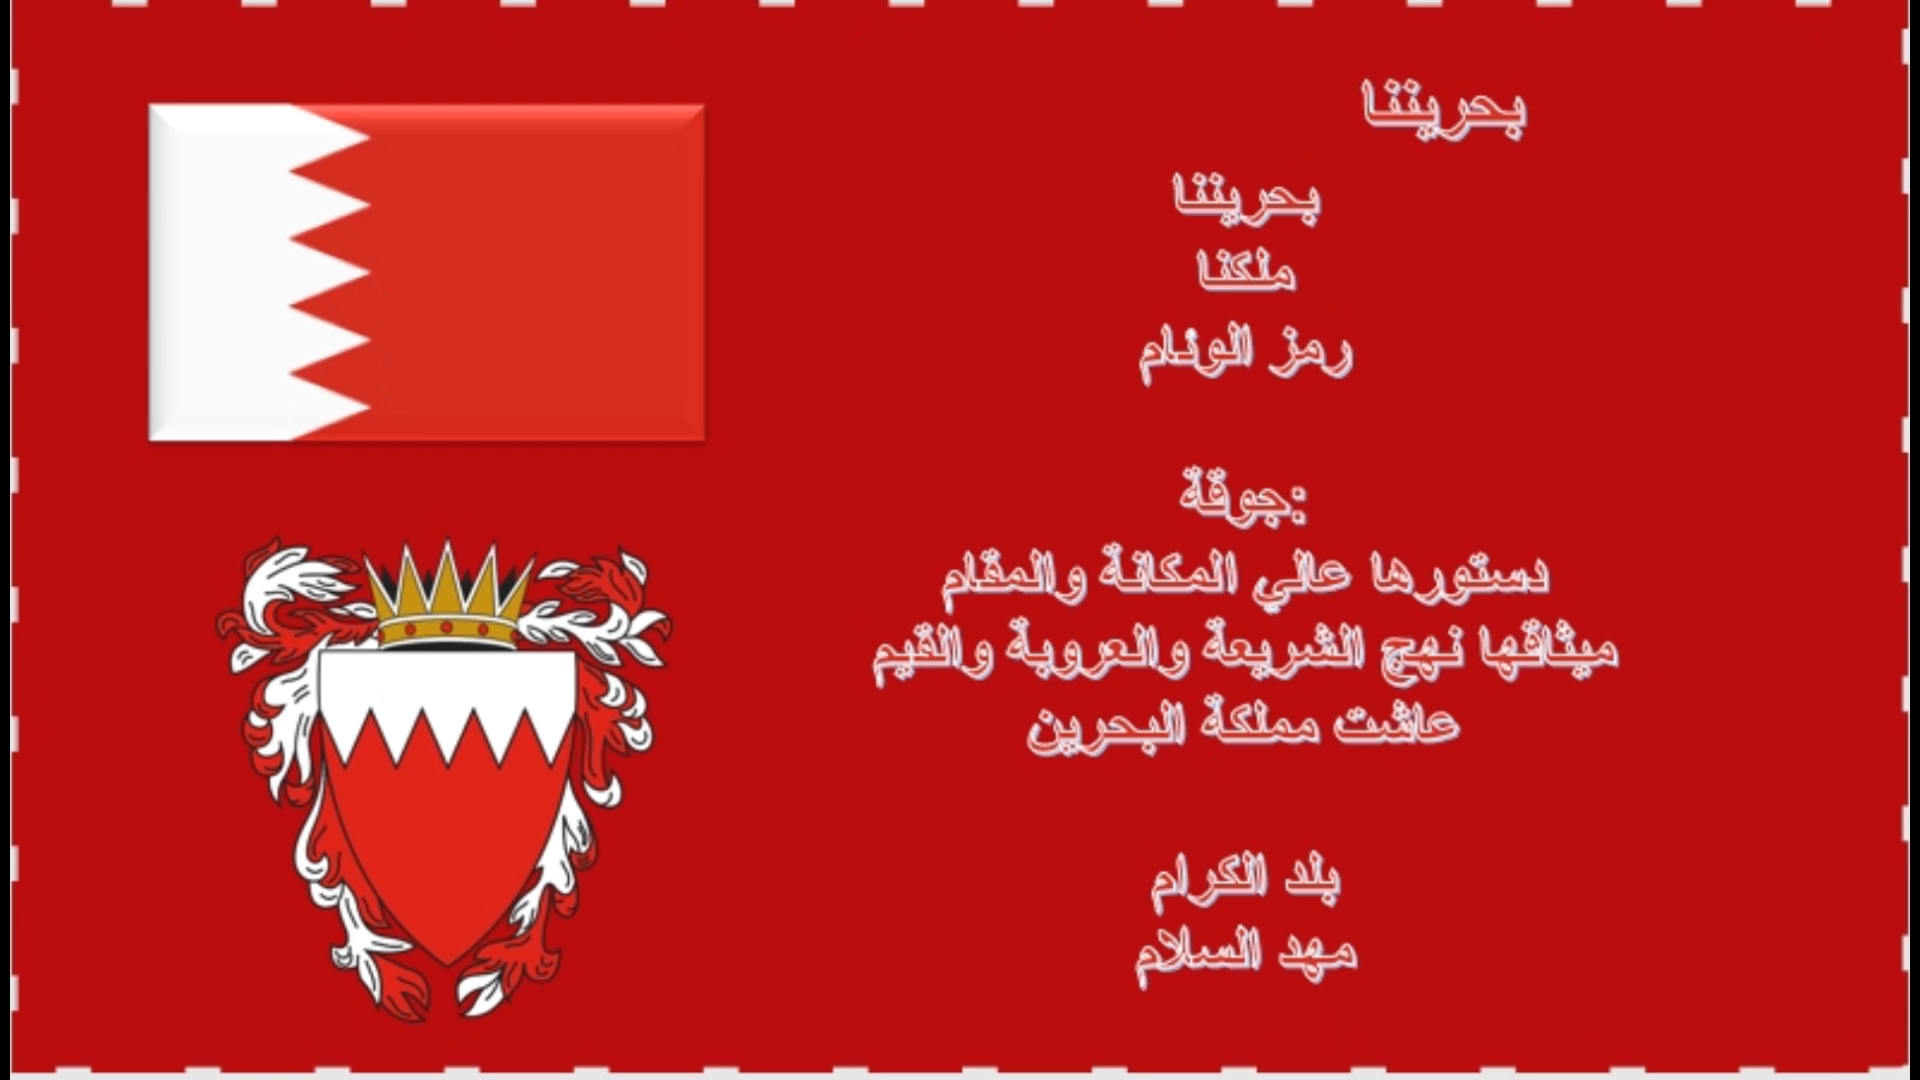 بحريننا
بحريننا
ملكنا
رمز الوئام
جوقة:
دستورها عالي المكانة والمقام
ميثاقها نهج الشريعة والعروبة والقيم
عاشت مملكة البحرين
بلد الكرام
مهد السلام